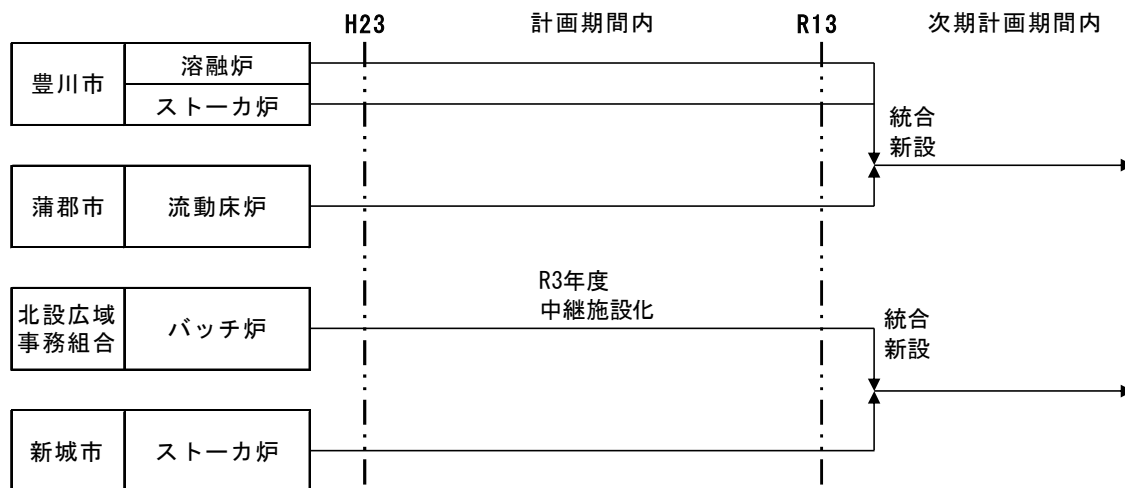 H23
計画期間内
R13
次期計画期間内
豊川市
溶融炉
ストーカ炉
統合
新設
蒲郡市
流動床炉
R3年度
中継施設化
北設広域
事務組合
バッチ炉
統合
新設
新城市
ストーカ炉